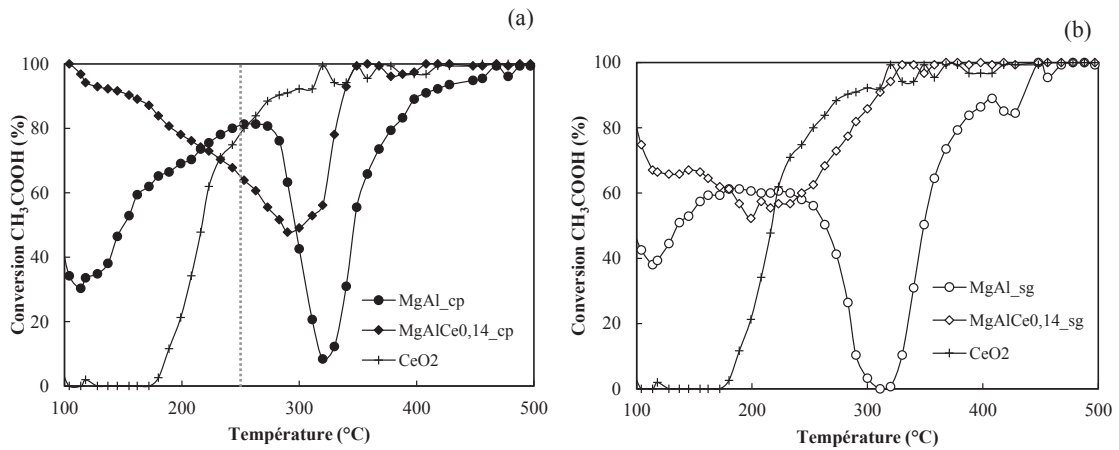 (a)
Conversion CH₃COOH (%)
100
80
60
40
20
0
MgAl_cp
MgAlCe0,14_cp
CeO2
100
200
300
400
500
Température (°C)
(b)
Conversion CH₃COOH (%)
100
80
60
40
20
0
MgAl_sg
MgAlCe0,14_sg
CeO2
100
200
300
400
500
Température (°C)